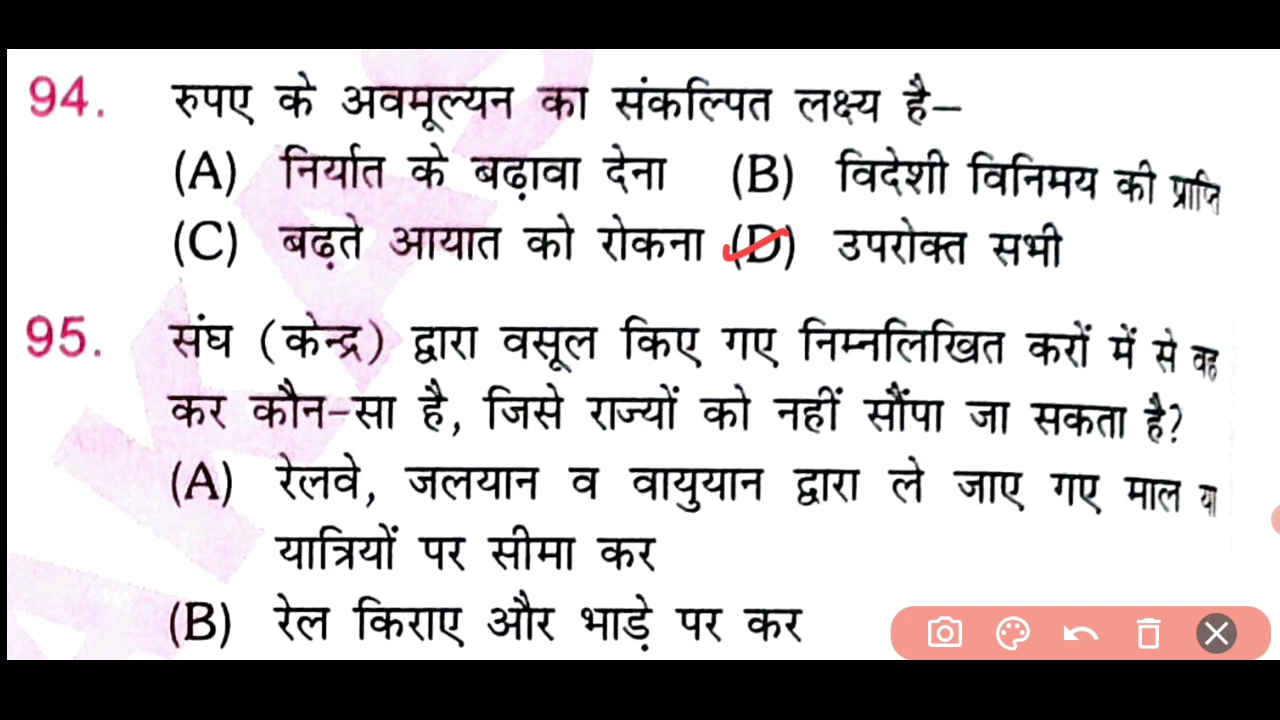 94. रुपए के अवमूल्यन का संकल्पित लक्ष्य है–
(A) निर्यात के बढ़ावा देना (B) विदेशी विनिमय की प्राप्ति
(C) बढ़ते आयात को रोकना (D) उपरोक्त सभी
95. संघ (केन्द्र) द्वारा वसूल किए गए निम्नलिखित करों में से वह
कर कौन-सा है, जिसे राज्यों को नहीं सौंपा जा सकता है?
(A) रेलवे, जलयान व वायुयान द्वारा ले जाए गए माल या
यात्रियों पर सीमा कर
(B) रेल किराए और भाड़े पर कर